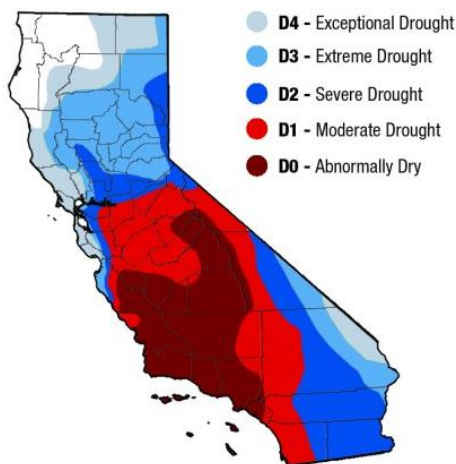 D4 - Exceptional Drought
D3 - Extreme Drought
D2 - Severe Drought
D1 - Moderate Drought
D0 - Abnormally Dry